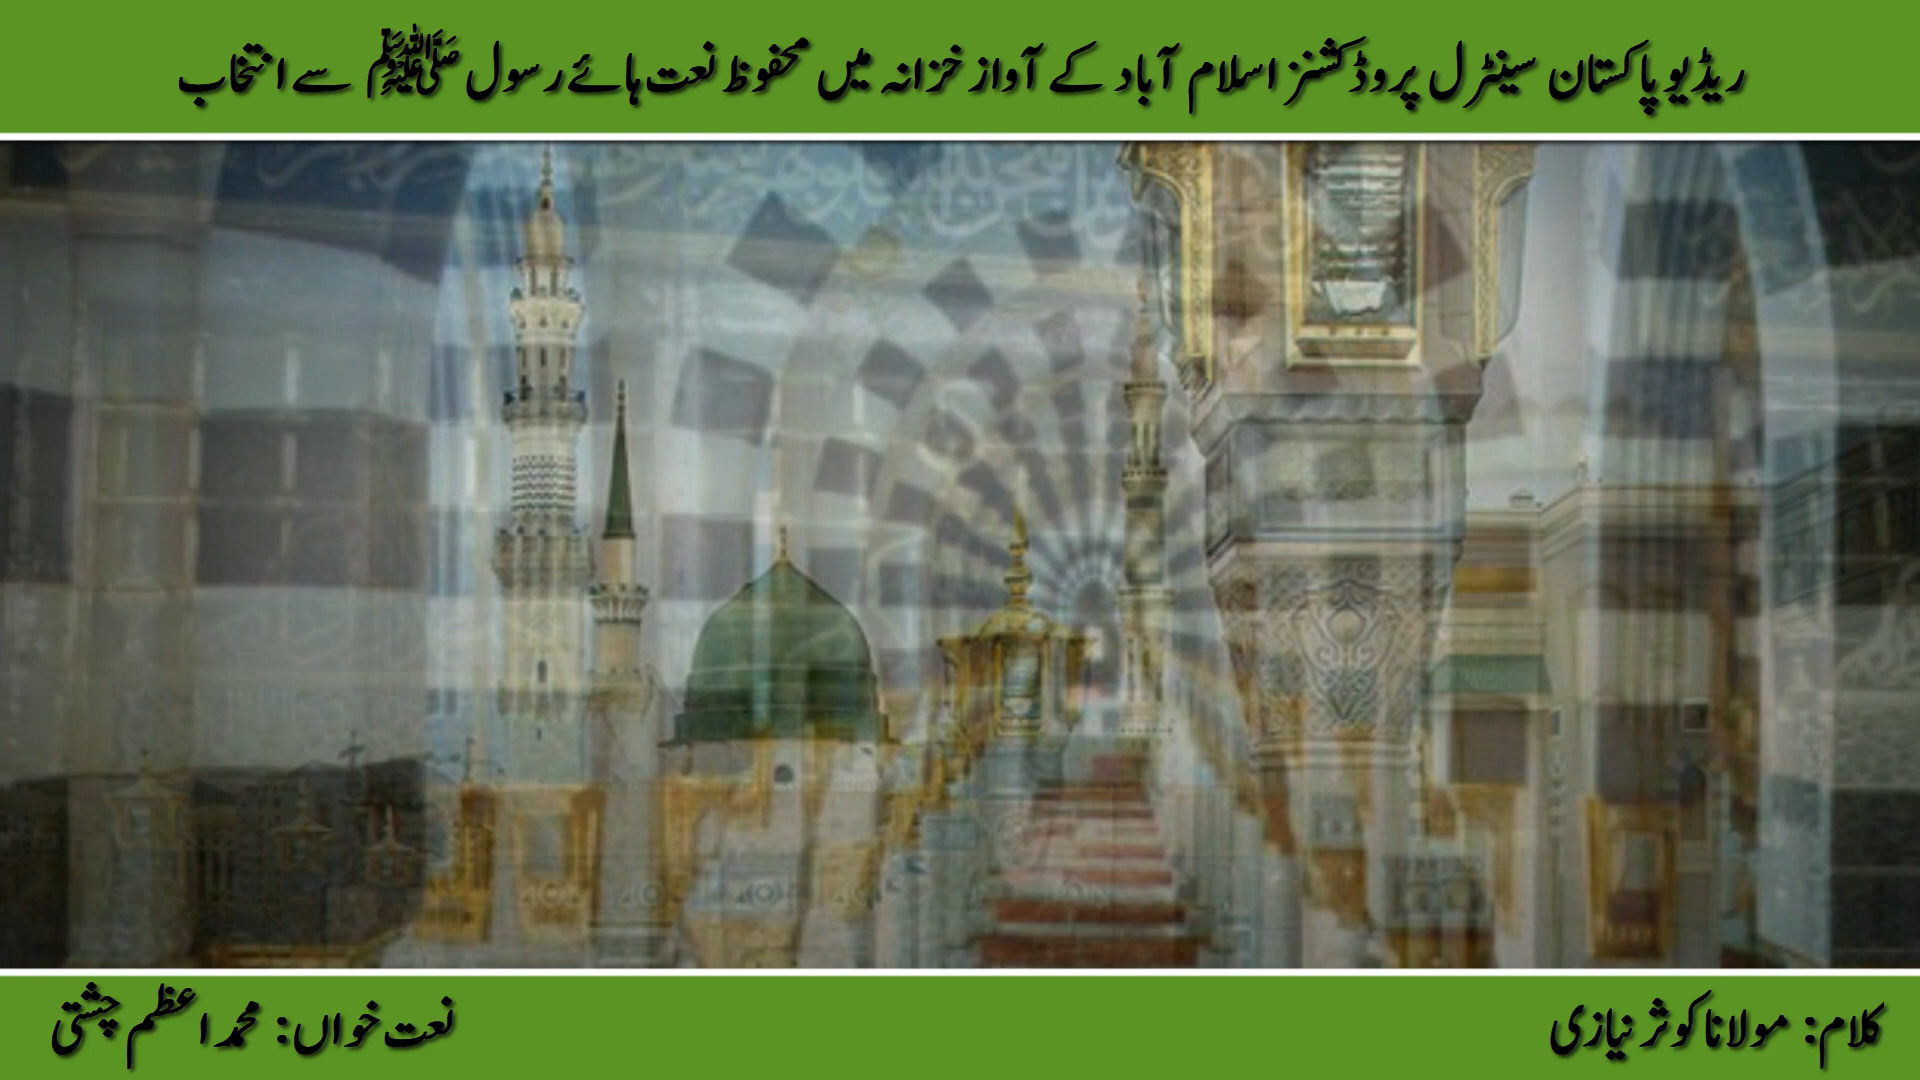 ریڈیو پاکستان سینٹرل پروڈکشنز اسلام آباد کے آواز خزانہ میں محفوظ نعت ہائے رسول ﷺ سے انتخاب
کلام: مولانا کوثر نیازی
نعت خواں: محمد اعظم چشتی